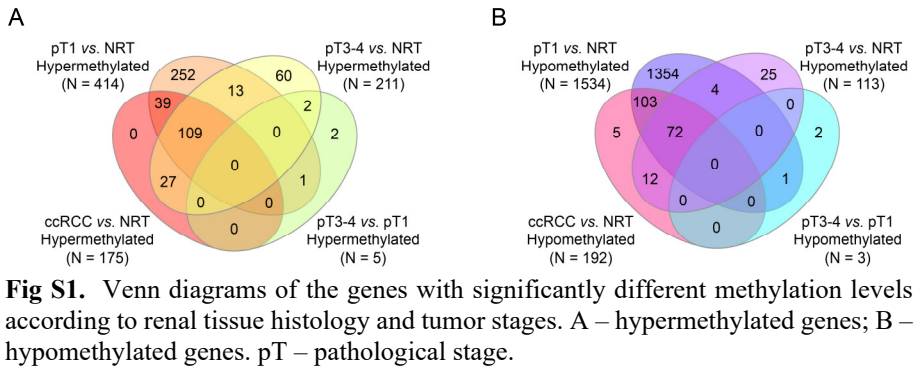 A
pT1 vs. NRT
Hypermethylated
(N = 414)
pT3-4 vs. NRT
Hypermethylated
(N = 211)
252
60
13
39
2
0
109
0
2
0
27
1
0
0
0
ccRCC vs. NRT
Hypermethylated
(N = 175)
pT3-4 vs. pT1
Hypermethylated
(N = 5)
B
pT1 vs. NRT
Hypomethylated
(N = 1534)
pT3-4 vs. NRT
Hypomethylated
(N = 113)
1354
25
4
103
0
5
72
0
2
0
12
1
0
0
0
ccRCC vs. NRT
Hypomethylated
(N = 192)
pT3-4 vs. pT1
Hypomethylated
(N = 3)
Fig S1. Venn diagrams of the genes with significantly different methylation levels
according to renal tissue histology and tumor stages. A – hypermethylated genes; B –
hypomethylated genes. pT – pathological stage.